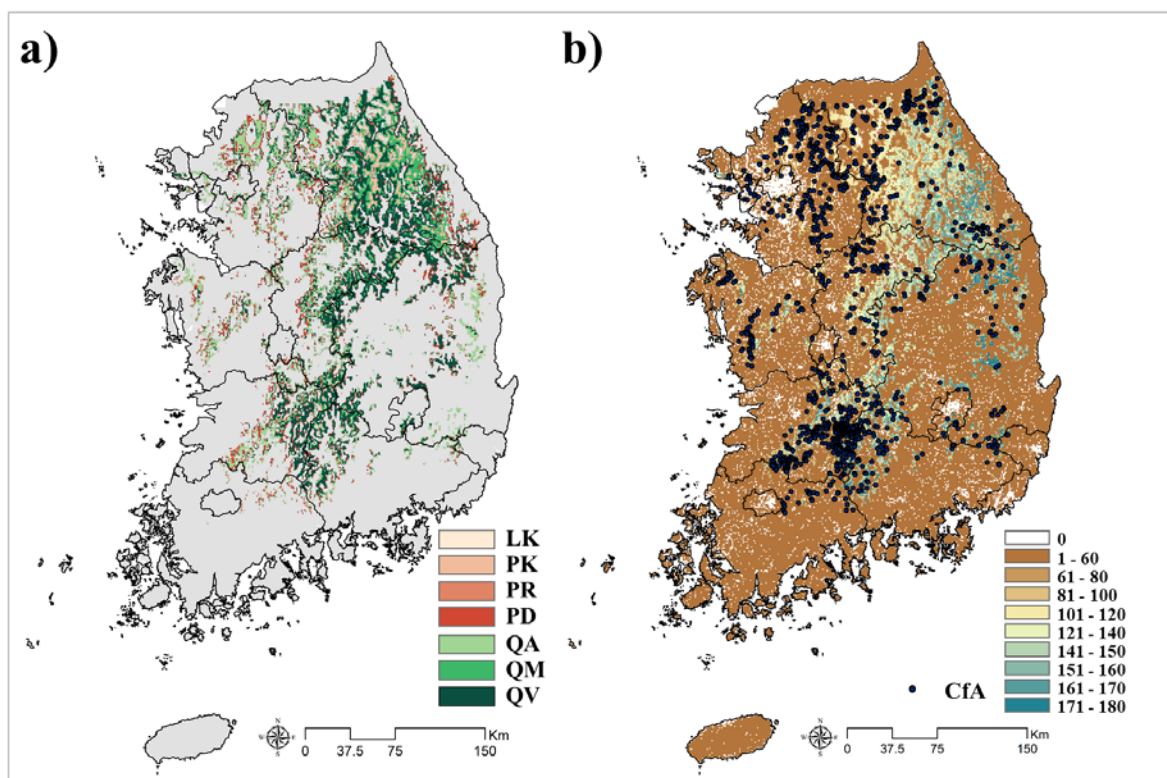 a)
b)
LK
PK
PR
PD
QA
QM
QV
N
W E
S
Km
0 37.5 75 150
CfA
0
1 - 60
61 - 80
81 - 100
101 - 120
121 - 140
141 - 150
151 - 160
161 - 170
171 - 180
N
W E
S
Km
0 37.5 75 150